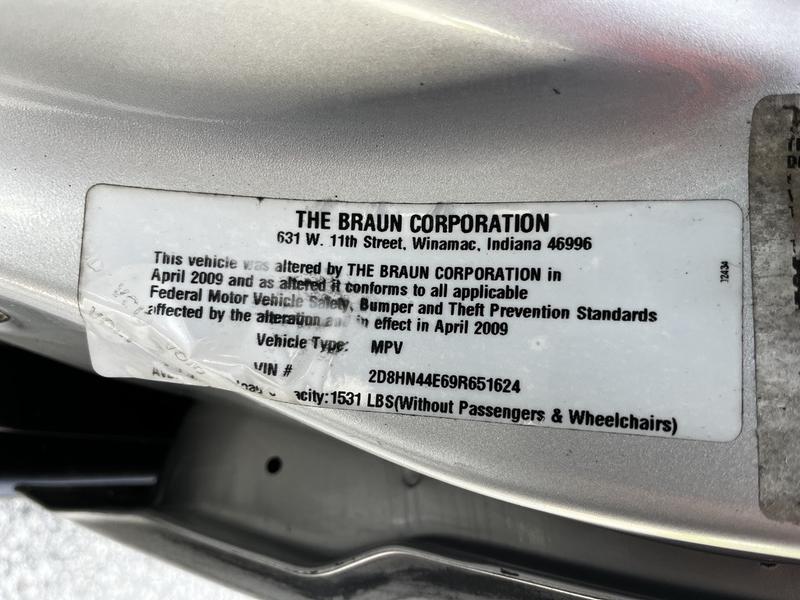 THE BRAUN CORPORATION
631 W. 11th Street, Winamac, Indiana 46996
12434
This vehicle was altered by THE BRAUN CORPORATION in
April 2009 and as altered it conforms to all applicable
Federal Motor Vehicle Safety, Bumper and Theft Prevention Standards
affected by the alteration and in effect in April 2009
Vehicle Type: MPV
VIN # 2D8HN44E69R651624
acity:1531 LBS(Without Passengers & Wheelchairs)
VOID